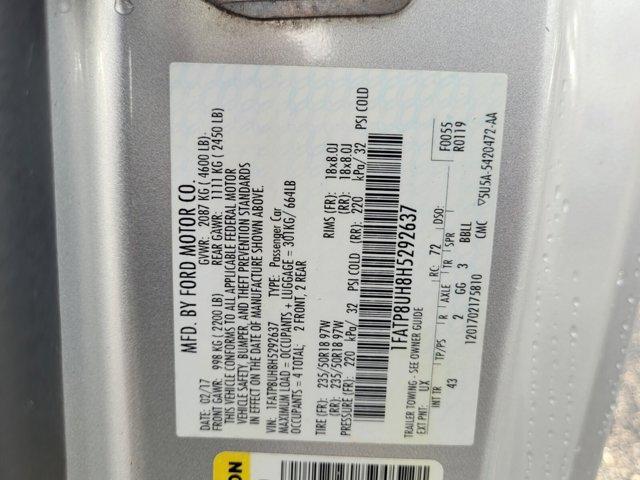 MFD. BY FORD MOTOR CO.
02/17 GVWR: 2087 KG ( 4600 LB)
FRONT GAWR: 998 KG ( 2200 LB) REAR GAWR: 1111 KG ( 2450 LB)
THIS VEHICLE CONFORMS TO ALL APPLICABLE FEDERAL MOTOR
VEHICLE SAFETY, BUMPER, AND THEFT PREVENTION STANDARDS
IN EFFECT ON THE DATE OF MANUFACTURE SHOWN ABOVE.
VIN: 1FATP8UH8H5292637 TYPE: Passenger Car
MAXIMUM LOAD = OCCUPANTS + LUGGAGE = 301KG/ 664LB
OCCUPANTS = 4 TOTAL; 2 FRONT, 2 REAR
TIRE (FR): 235/50R18 97W RIMS (FR): 18x8.0J
(RR): 235/50R18 97W (RR): 18x8.0J
PRESSURE (FR): 220 kPa/ 32 PSI COLD (RR): 220 kPa/ 32 PSI COLD
1FATP8UH8H5292637
TRAILER TOWING - SEE OWNER GUIDE F0055
EXT PNT: UX RC: 72 DSO: R0119
INT TR TP/PS R AXLE TR SPR
43 2 GG 3 BBLL
1201702175810 CMC 5U5A-5420472-AA
ON